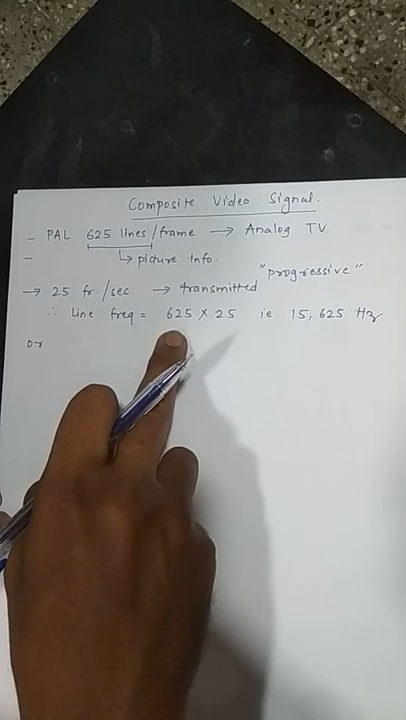 Composite Video Signal.
- PAL 625 lines/frame → Analog TV
- ↳ picture Info.
"progressive"
→ 25 fr./sec → transmitted
∴ Line freq = 625 X 25 ie 15,625 Hz
or